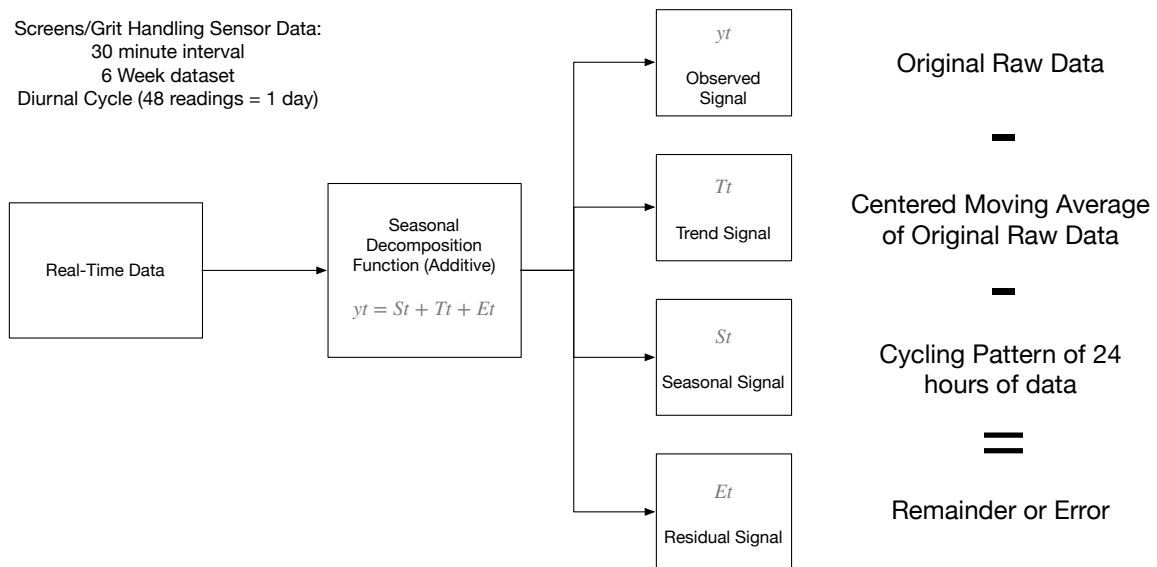 Screens/Grit Handling Sensor Data:
30 minute interval
6 Week dataset
Diurnal Cycle (48 readings = 1 day)
Real-Time Data
Seasonal
Decomposition
Function (Additive)
yt = St + Tt + Et
yt
Observed
Signal
Tt
Trend Signal
St
Seasonal Signal
Et
Residual Signal
Original Raw Data
-
Centered Moving Average
of Original Raw Data
-
Cycling Pattern of 24
hours of data
=
Remainder or Error